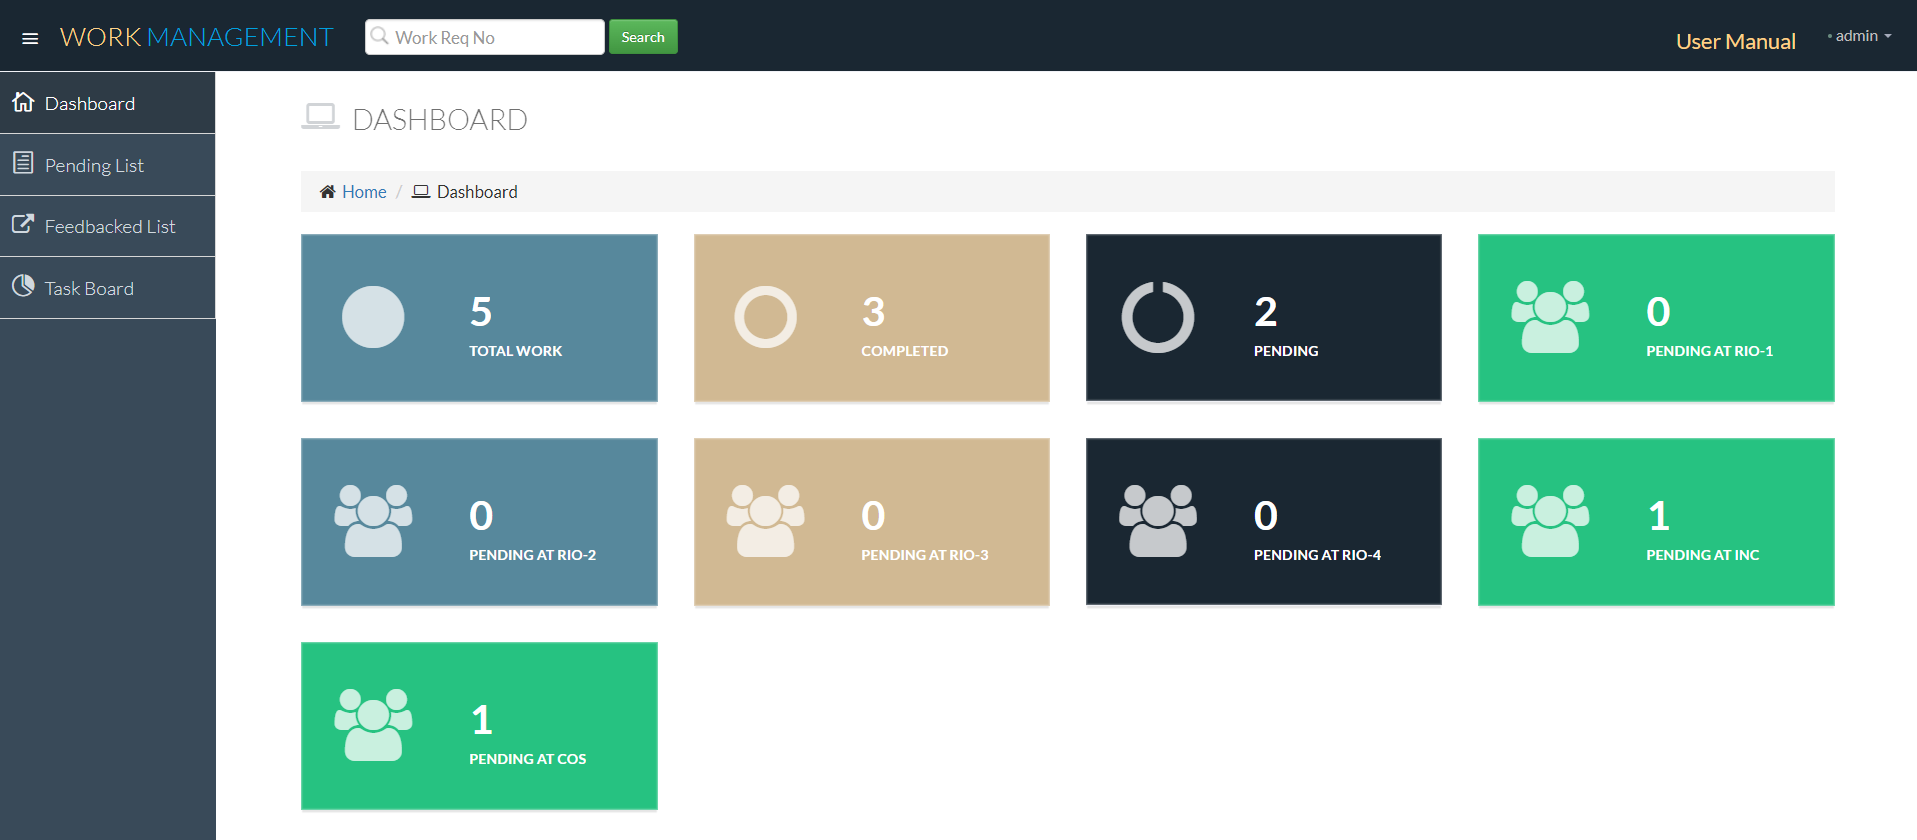 WORK MANAGEMENT
Work Req No
Search
User Manual
admin
Dashboard
Pending List
Feedbacked List
Task Board
DASHBOARD
Home / Dashboard
5
TOTAL WORK
3
COMPLETED
2
PENDING
0
PENDING AT RIO-1
0
PENDING AT RIO-2
0
PENDING AT RIO-3
0
PENDING AT RIO-4
1
PENDING AT INC
1
PENDING AT COS